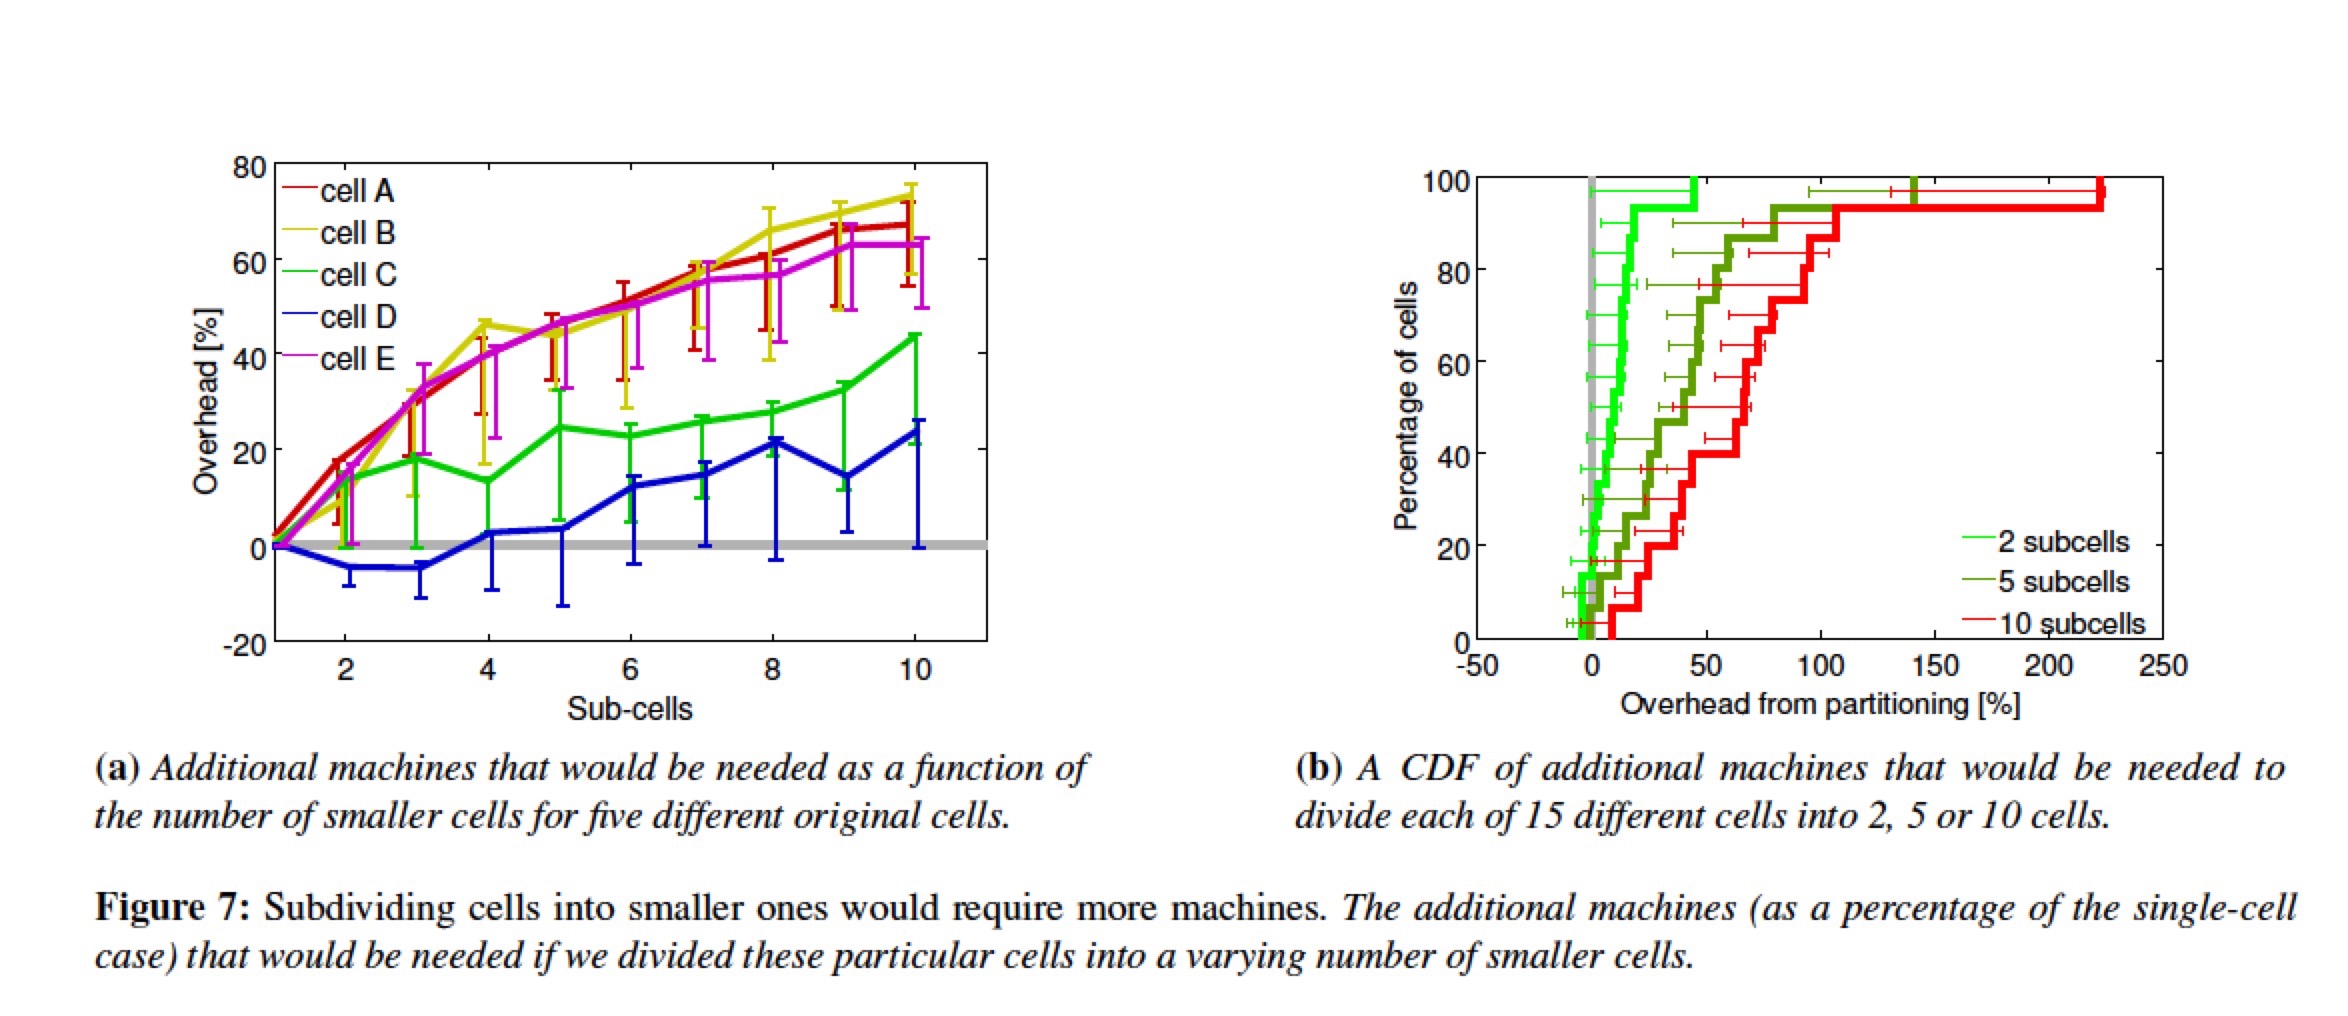 80
60
40
20
0
-20
Overhead [%]
cell A
cell B
cell C
cell D
cell E
2 4 6 8 10
Sub-cells
100
80
60
40
20
0
Percentage of cells
2 subcells
5 subcells
10 subcells
-50 0 50 100 150 200 250
Overhead from partitioning [%]
(a) Additional machines that would be needed as a function of
the number of smaller cells for five different original cells.
(b) A CDF of additional machines that would be needed to
divide each of 15 different cells into 2, 5 or 10 cells.
Figure 7: Subdividing cells into smaller ones would require more machines. The additional machines (as a percentage of the single-cell
case) that would be needed if we divided these particular cells into a varying number of smaller cells.